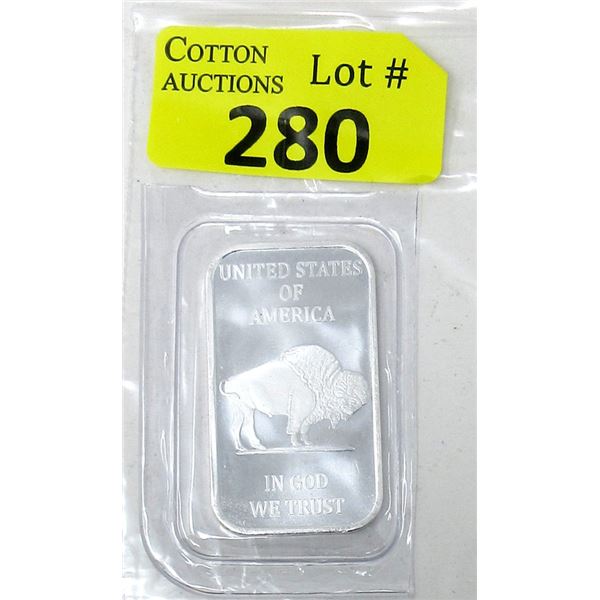 COTTON
AUCTIONS
Lot #
280
UNITED STATES
OF
AMERICA
IN GOD
WE TRUST